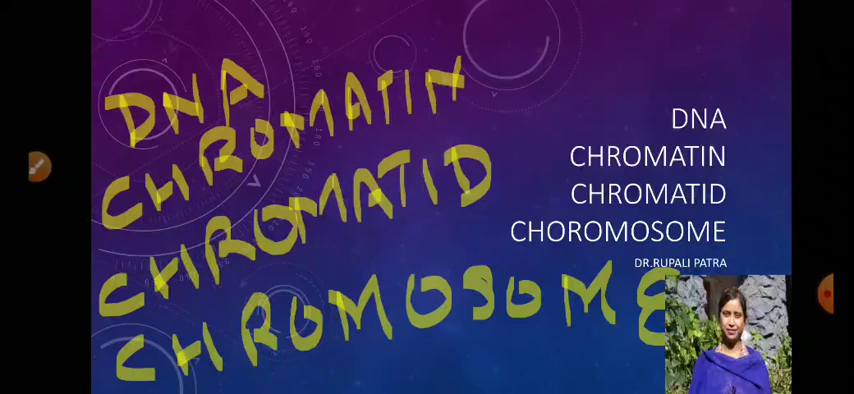 DNA
CHROMATIN
CHROMATID
CHROMOSOME
DNA
CHROMATIN
CHROMATID
CHOROMOSOME
DR.RUPALI PATRA